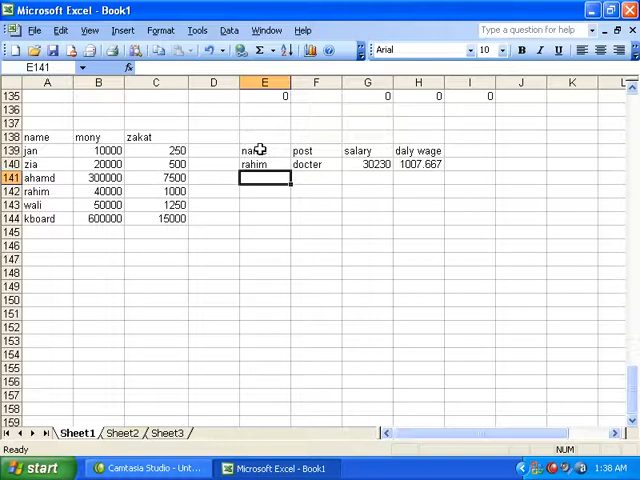 Microsoft Excel - Book1
File Edit View Insert Format Tools Data Window Help
Type a question for help
Arial 10 B I U
E141 fx
A B C D E F G H I J K L
135 0 0 0 0
136
137
138 name mony zakat
139 jan 10000 250 post salary daly wage
140 zia 20000 500 rahim docter 30230 1007.667
141 ahamd 300000 7500
142 rahim 40000 1000
143 wali 50000 1250
144 kboard 600000 15000
145
146
147
148
149
150
151
152
153
154
155
156
157
158
159
Sheet1 Sheet2 Sheet3
Ready NUM
start Camtasia Studio - Unt... Microsoft Excel - Book1 1:38 AM